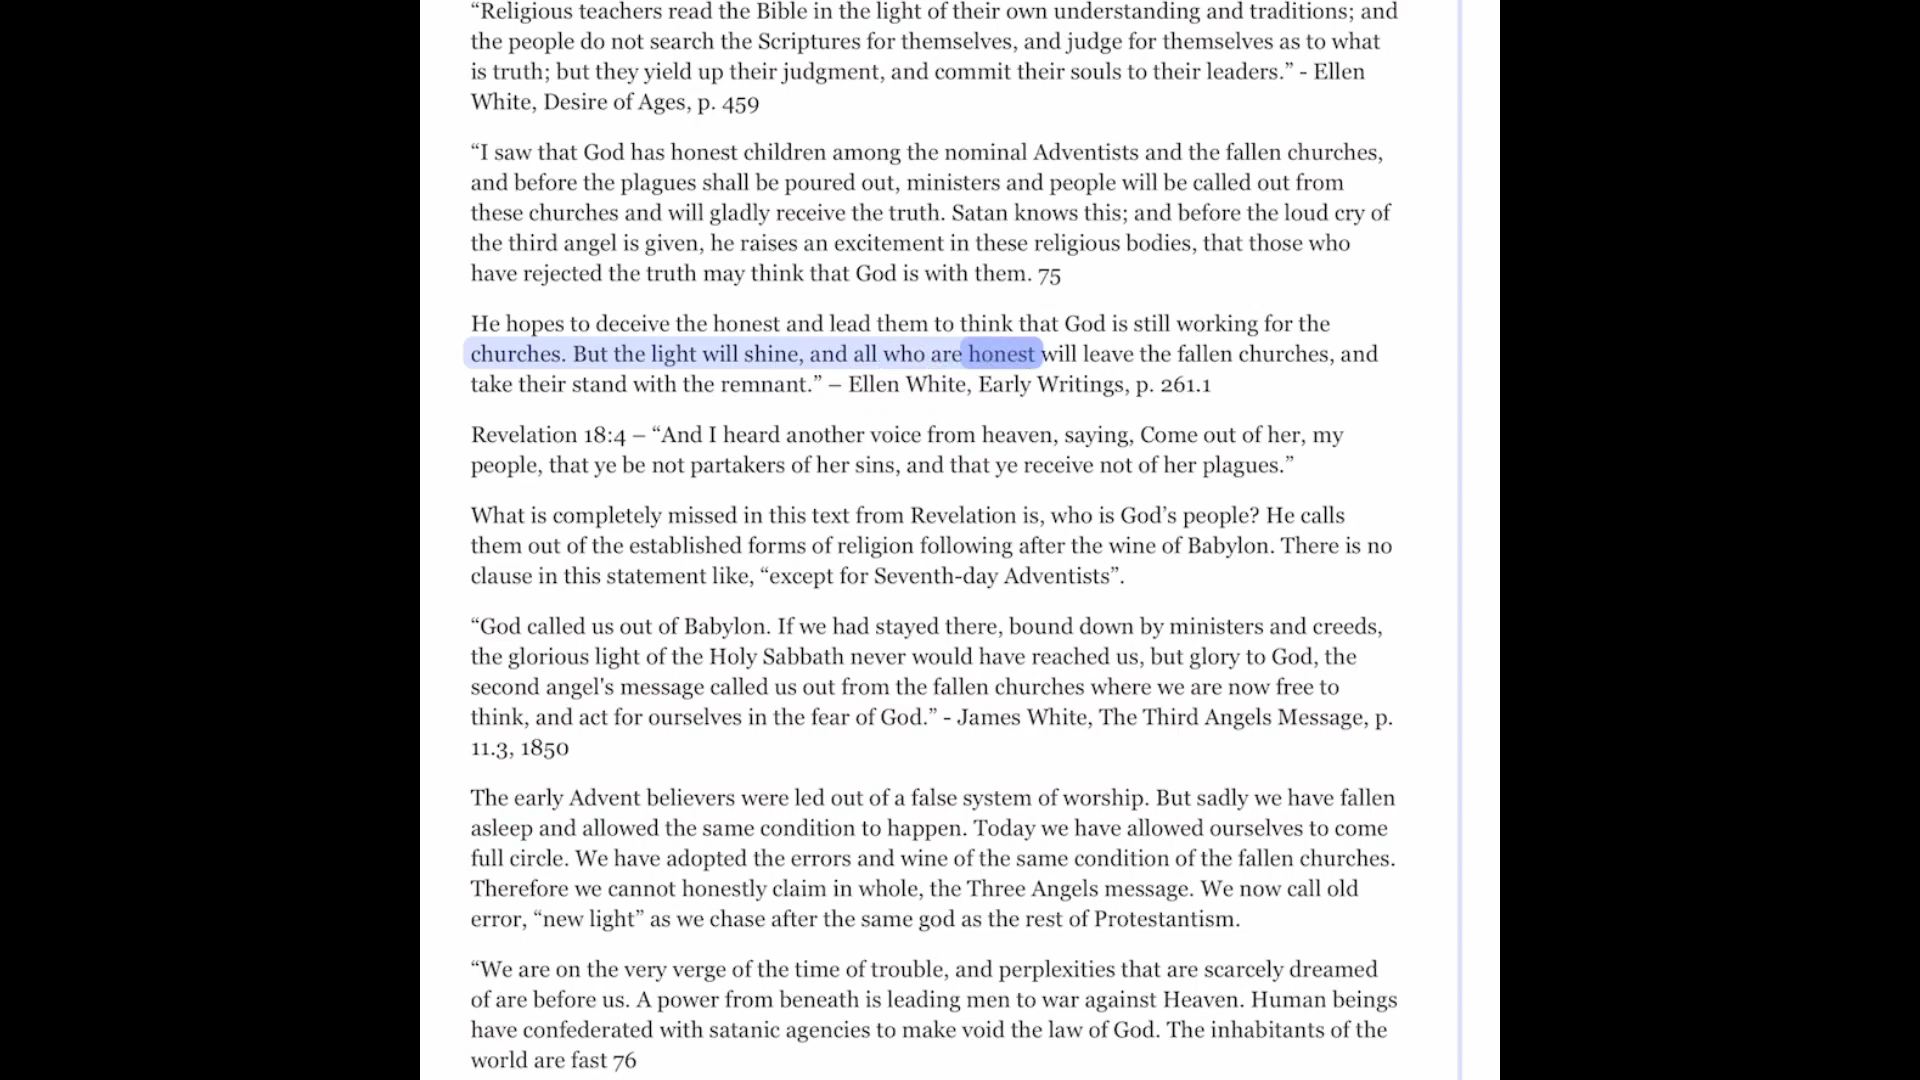 “Religious teachers read the Bible in the light of their own understanding and traditions; and
the people do not search the Scriptures for themselves, and judge for themselves as to what
is truth; but they yield up their judgment, and commit their souls to their leaders.” - Ellen
White, Desire of Ages, p. 459
“I saw that God has honest children among the nominal Adventists and the fallen churches,
and before the plagues shall be poured out, ministers and people will be called out from
these churches and will gladly receive the truth. Satan knows this; and before the loud cry of
the third angel is given, he raises an excitement in these religious bodies, that those who
have rejected the truth may think that God is with them. 75
He hopes to deceive the honest and lead them to think that God is still working for the
churches. But the light will shine, and all who are honest will leave the fallen churches, and
take their stand with the remnant.” – Ellen White, Early Writings, p. 261.1
Revelation 18:4 – “And I heard another voice from heaven, saying, Come out of her, my
people, that ye be not partakers of her sins, and that ye receive not of her plagues.”
What is completely missed in this text from Revelation is, who is God’s people? He calls
them out of the established forms of religion following after the wine of Babylon. There is no
clause in this statement like, “except for Seventh-day Adventists”.
“God called us out of Babylon. If we had stayed there, bound down by ministers and creeds,
the glorious light of the Holy Sabbath never would have reached us, but glory to God, the
second angel's message called us out from the fallen churches where we are now free to
think, and act for ourselves in the fear of God.” - James White, The Third Angels Message, p.
11.3, 1850
The early Advent believers were led out of a false system of worship. But sadly we have fallen
asleep and allowed the same condition to happen. Today we have allowed ourselves to come
full circle. We have adopted the errors and wine of the same condition of the fallen churches.
Therefore we cannot honestly claim in whole, the Three Angels message. We now call old
error, “new light” as we chase after the same god as the rest of Protestantism.
“We are on the very verge of the time of trouble, and perplexities that are scarcely dreamed
of are before us. A power from beneath is leading men to war against Heaven. Human beings
have confederated with satanic agencies to make void the law of God. The inhabitants of the
world are fast 76